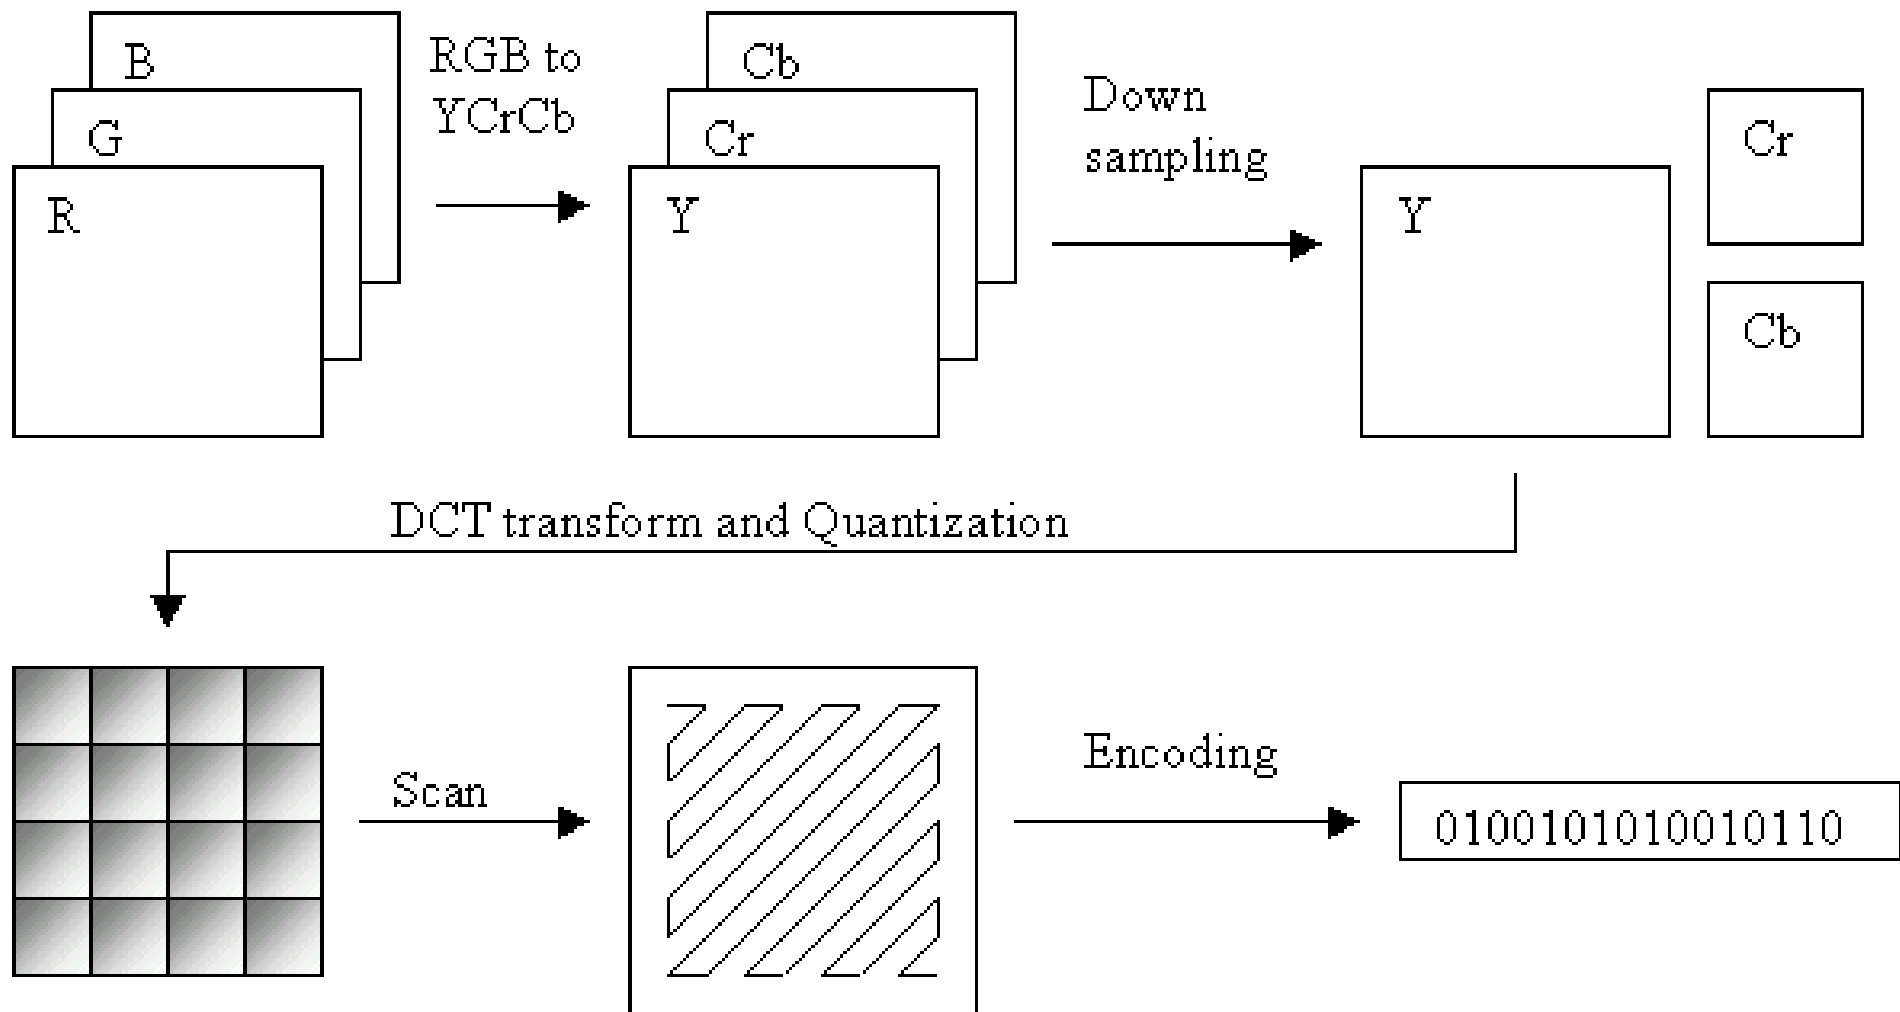 B
G
R
RGB to
YCrCb
Cb
Cr
Y
Down
sampling
Y
Cr
Cb
DCT transform and Quantization
Scan
Encoding
0100101010010110